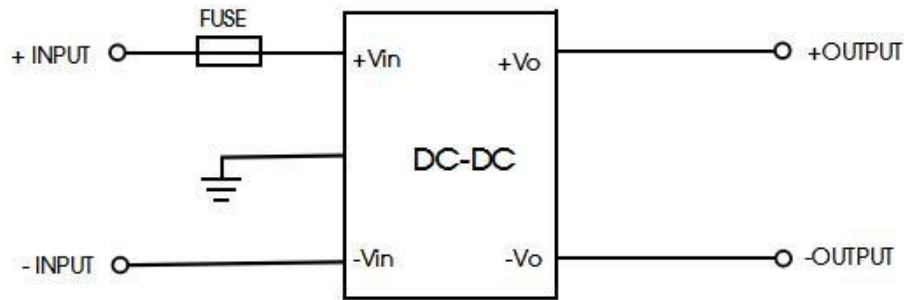 FUSE
+ INPUT
+Vin
+Vo
+OUTPUT
DC-DC
- INPUT
-Vin
-Vo
-OUTPUT